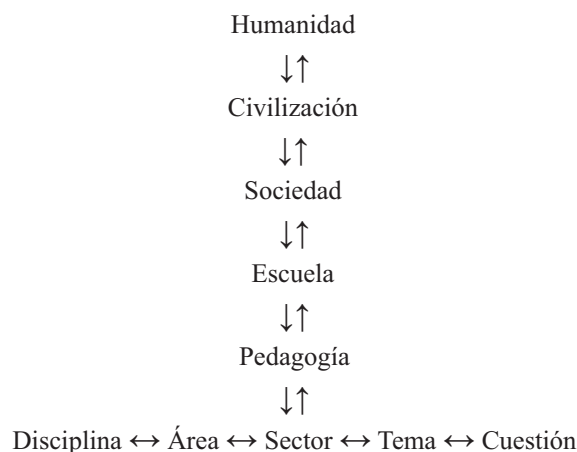 Humanidad
↓↑
Civilización
↓↑
Sociedad
↓↑
Escuela
↓↑
Pedagogía
↓↑
Disciplina ↔ Área ↔ Sector ↔ Tema ↔ Cuestión